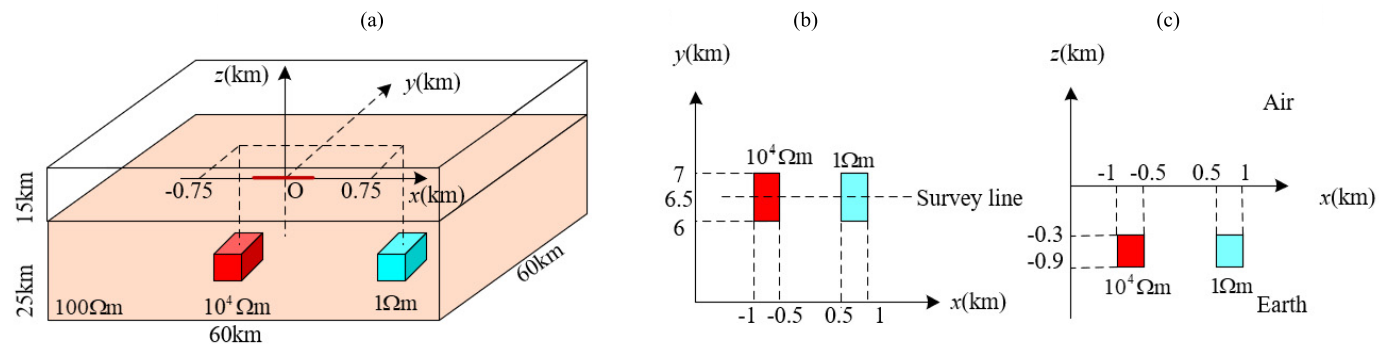 (a)
z(km)
y(km)
15km
-0.75
O
0.75
x(km)
25km
100Ωm
10⁴Ωm
1Ωm
60km
60km
(b)
y(km)
10⁴Ωm
1Ωm
7
6.5
6
Survey line
x(km)
-1
-0.5
0.5
1
(c)
z(km)
Air
-1
-0.5
0.5
1
x(km)
-0.3
-0.9
10⁴Ωm
1Ωm
Earth